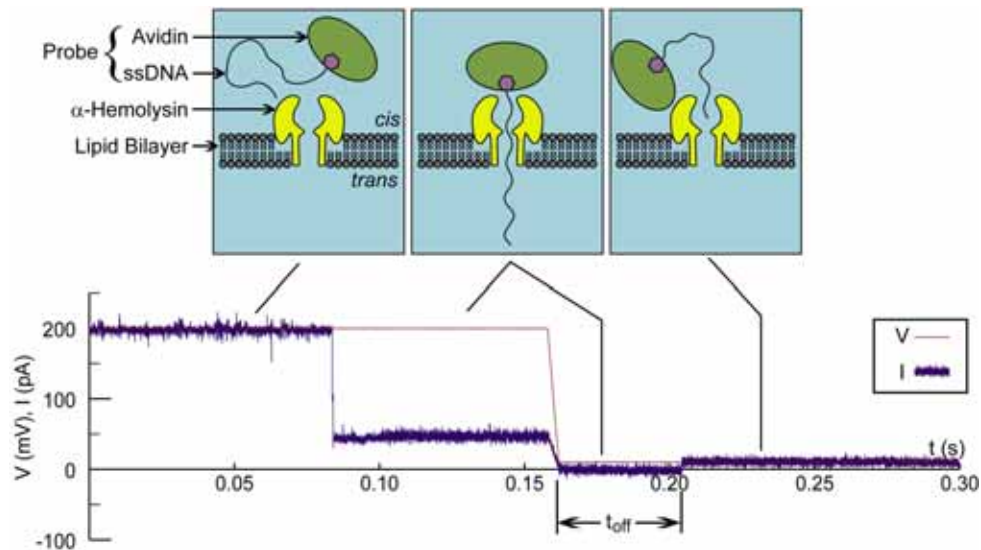 Probe { Avidin
ssDNA
α-Hemolysin
Lipid Bilayer
cis
trans
V (mV), I (pA)
200
100
0
-100
0.05
0.10
0.15
0.20
0.25
0.30
t (s)
t off
V
I